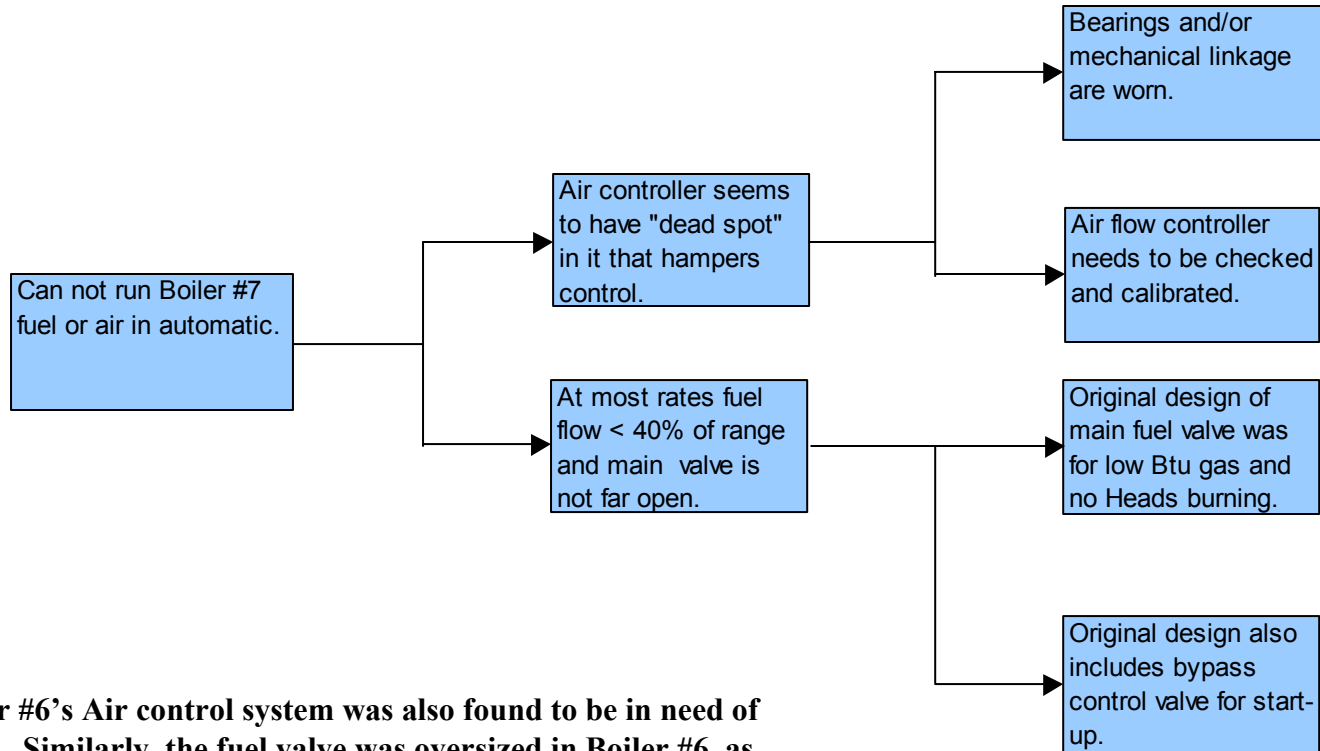 Bearings and/or
mechanical linkage
are worn.
Air controller seems
to have "dead spot"
in it that hampers
control.
Air flow controller
needs to be checked
and calibrated.
Can not run Boiler #7
fuel or air in automatic.
At most rates fuel
flow < 40% of range
and main valve is
not far open.
Original design of
main fuel valve was
for low Btu gas and
no Heads burning.
Original design also
includes bypass
control valve for start-
up.
#6’s Air control system was also found to be in need of
Similarly, the fuel valve was oversized in Boiler #6, as